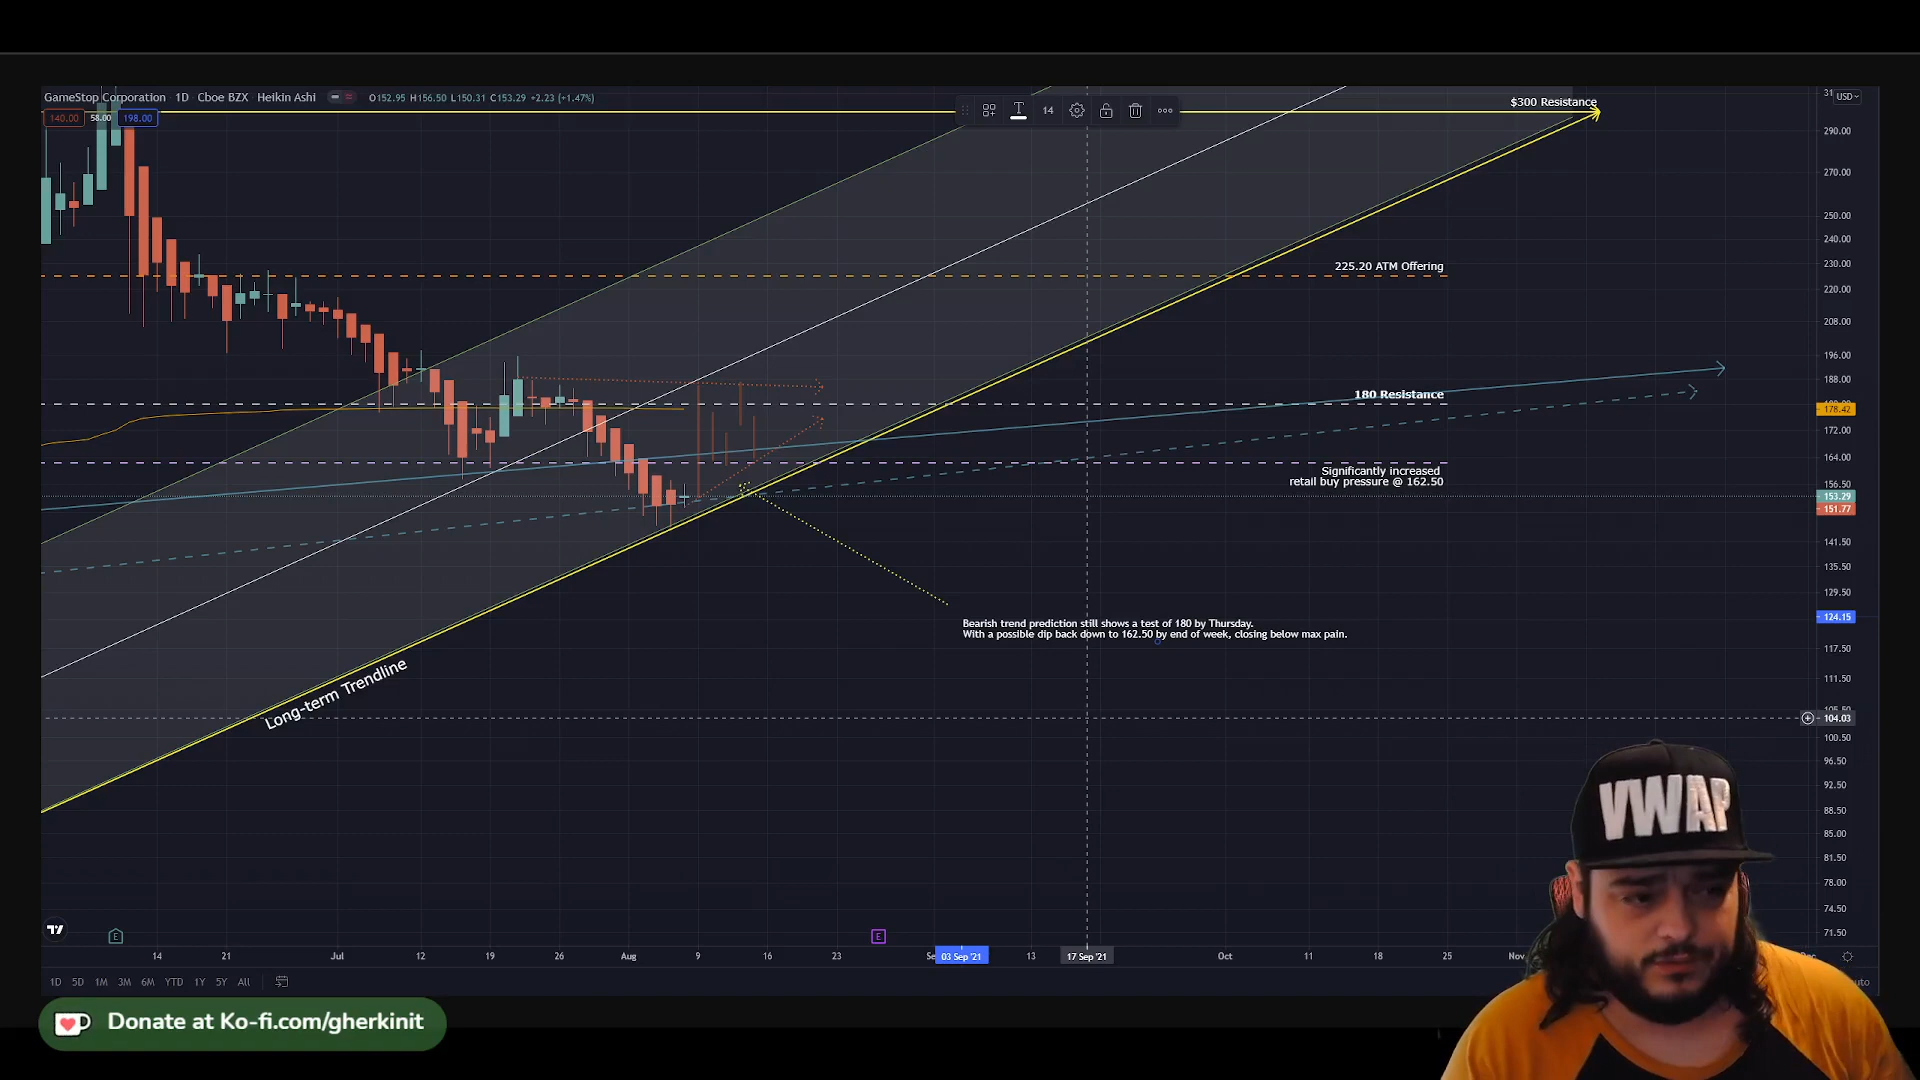 GameStop Corporation · 1D · Cboe BZX · Heikin Ashi O152.95 H156.50 L150.31 C153.29 +2.23 (+1.47%)
140.00 58.00 198.00
14
$300 Resistance
USD
290.00
270.00
250.00
240.00
230.00
220.00
208.00
196.00
188.00
178.42
172.00
164.00
156.50
153.29
151.77
141.50
135.50
129.50
124.15
117.50
111.50
104.03
100.50
96.50
92.50
88.50
85.00
81.50
78.00
74.50
71.50
225.20 ATM Offering
180 Resistance
Significantly increased
retail buy pressure @ 162.50
Bearish trend prediction still shows a test of 180 by Thursday.
With a possible dip back down to 162.50 by end of week, closing below max pain.
Long-term Trendline
E E
14 21 Jul 12 19 26 Aug 9 16 23 03 Sep '21 13 17 Sep '21 Oct 11 18 25 Nov
1D 5D 1M 3M 6M YTD 1Y 5Y All
VWAP
Donate at Ko-fi.com/gherkinit